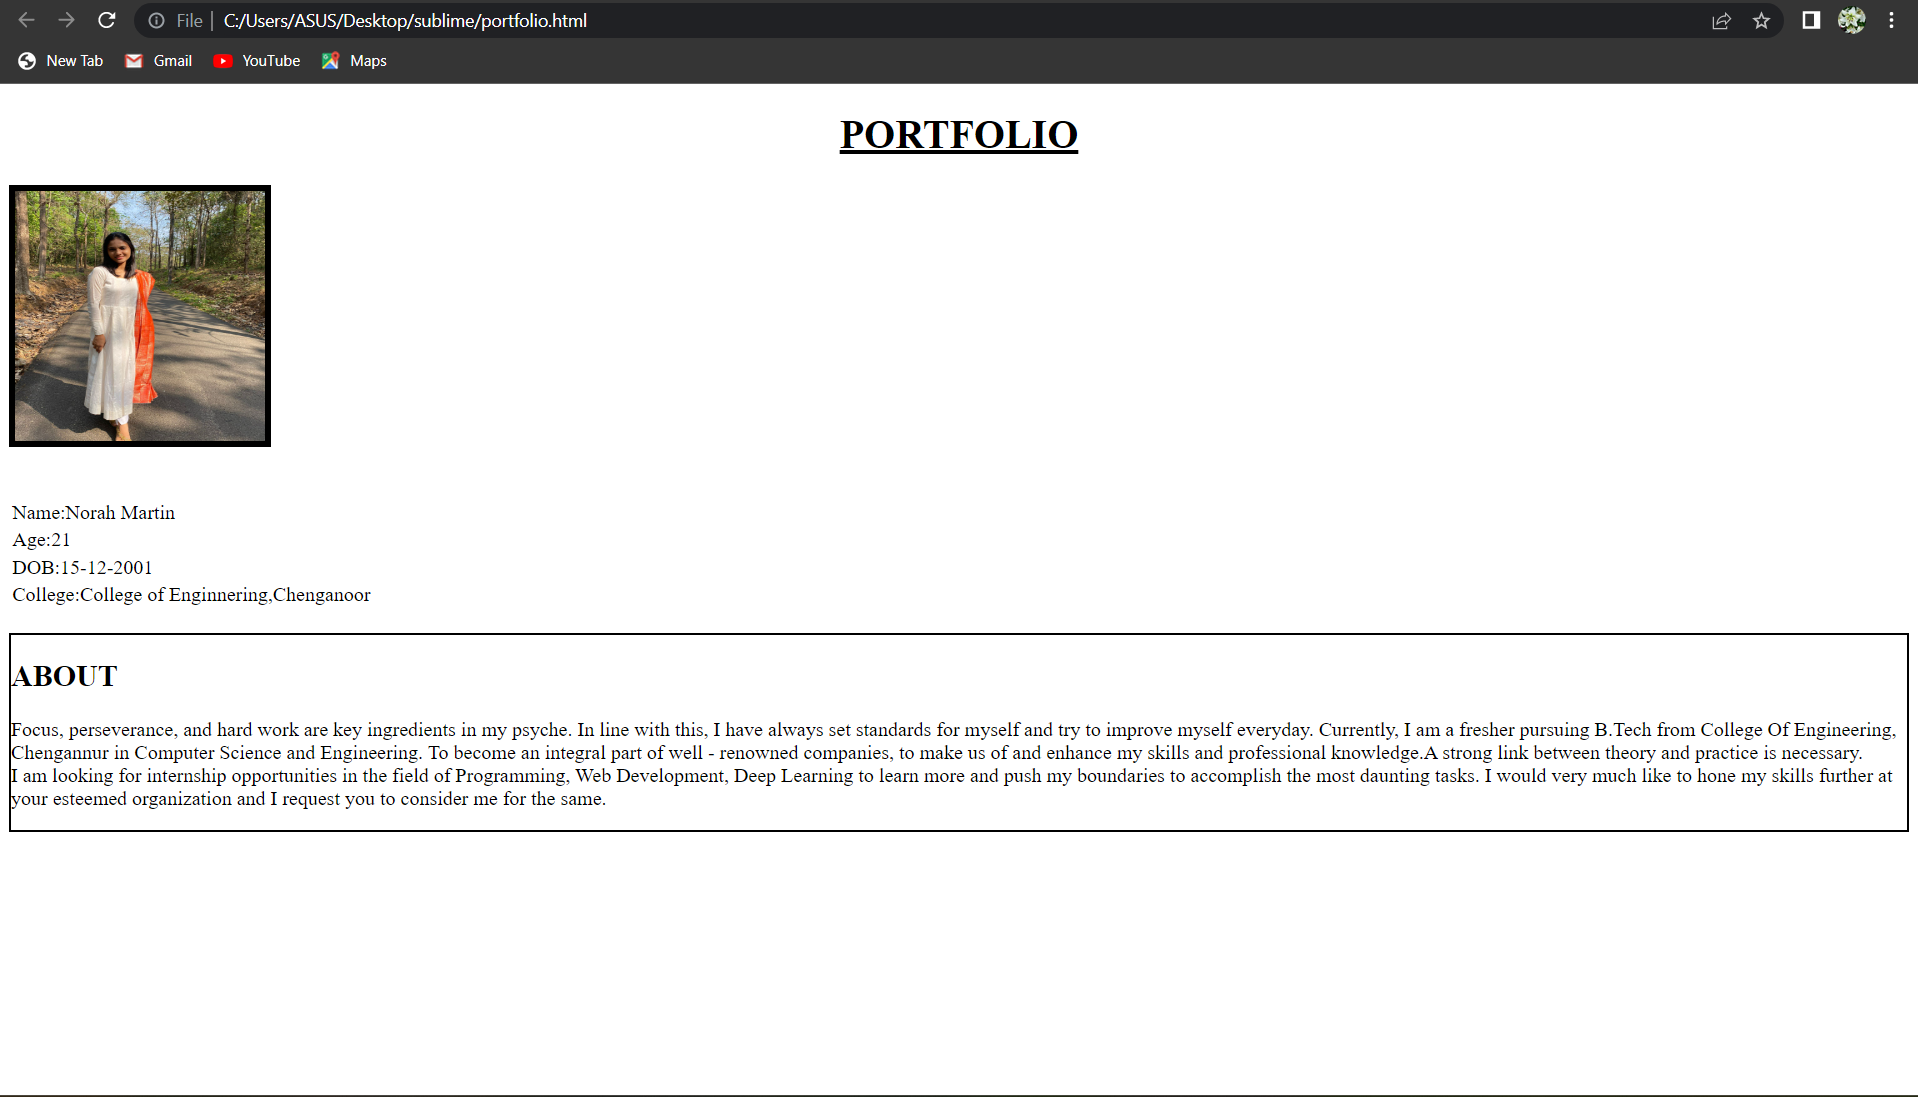 File | C:/Users/ASUS/Desktop/sublime/portfolio.html
New Tab Gmail YouTube Maps
PORTFOLIO
Name:Norah Martin
Age:21
DOB:15-12-2001
College:College of Enginnering,Chenganoor
ABOUT
Focus, perseverance, and hard work are key ingredients in my psyche. In line with this, I have always set standards for myself and try to improve myself everyday. Currently, I am a fresher pursuing B.Tech from College Of Engineering,
Chengannur in Computer Science and Engineering. To become an integral part of well - renowned companies, to make us of and enhance my skills and professional knowledge.A strong link between theory and practice is necessary.
I am looking for internship opportunities in the field of Programming, Web Development, Deep Learning to learn more and push my boundaries to accomplish the most daunting tasks. I would very much like to hone my skills further at
your esteemed organization and I request you to consider me for the same.